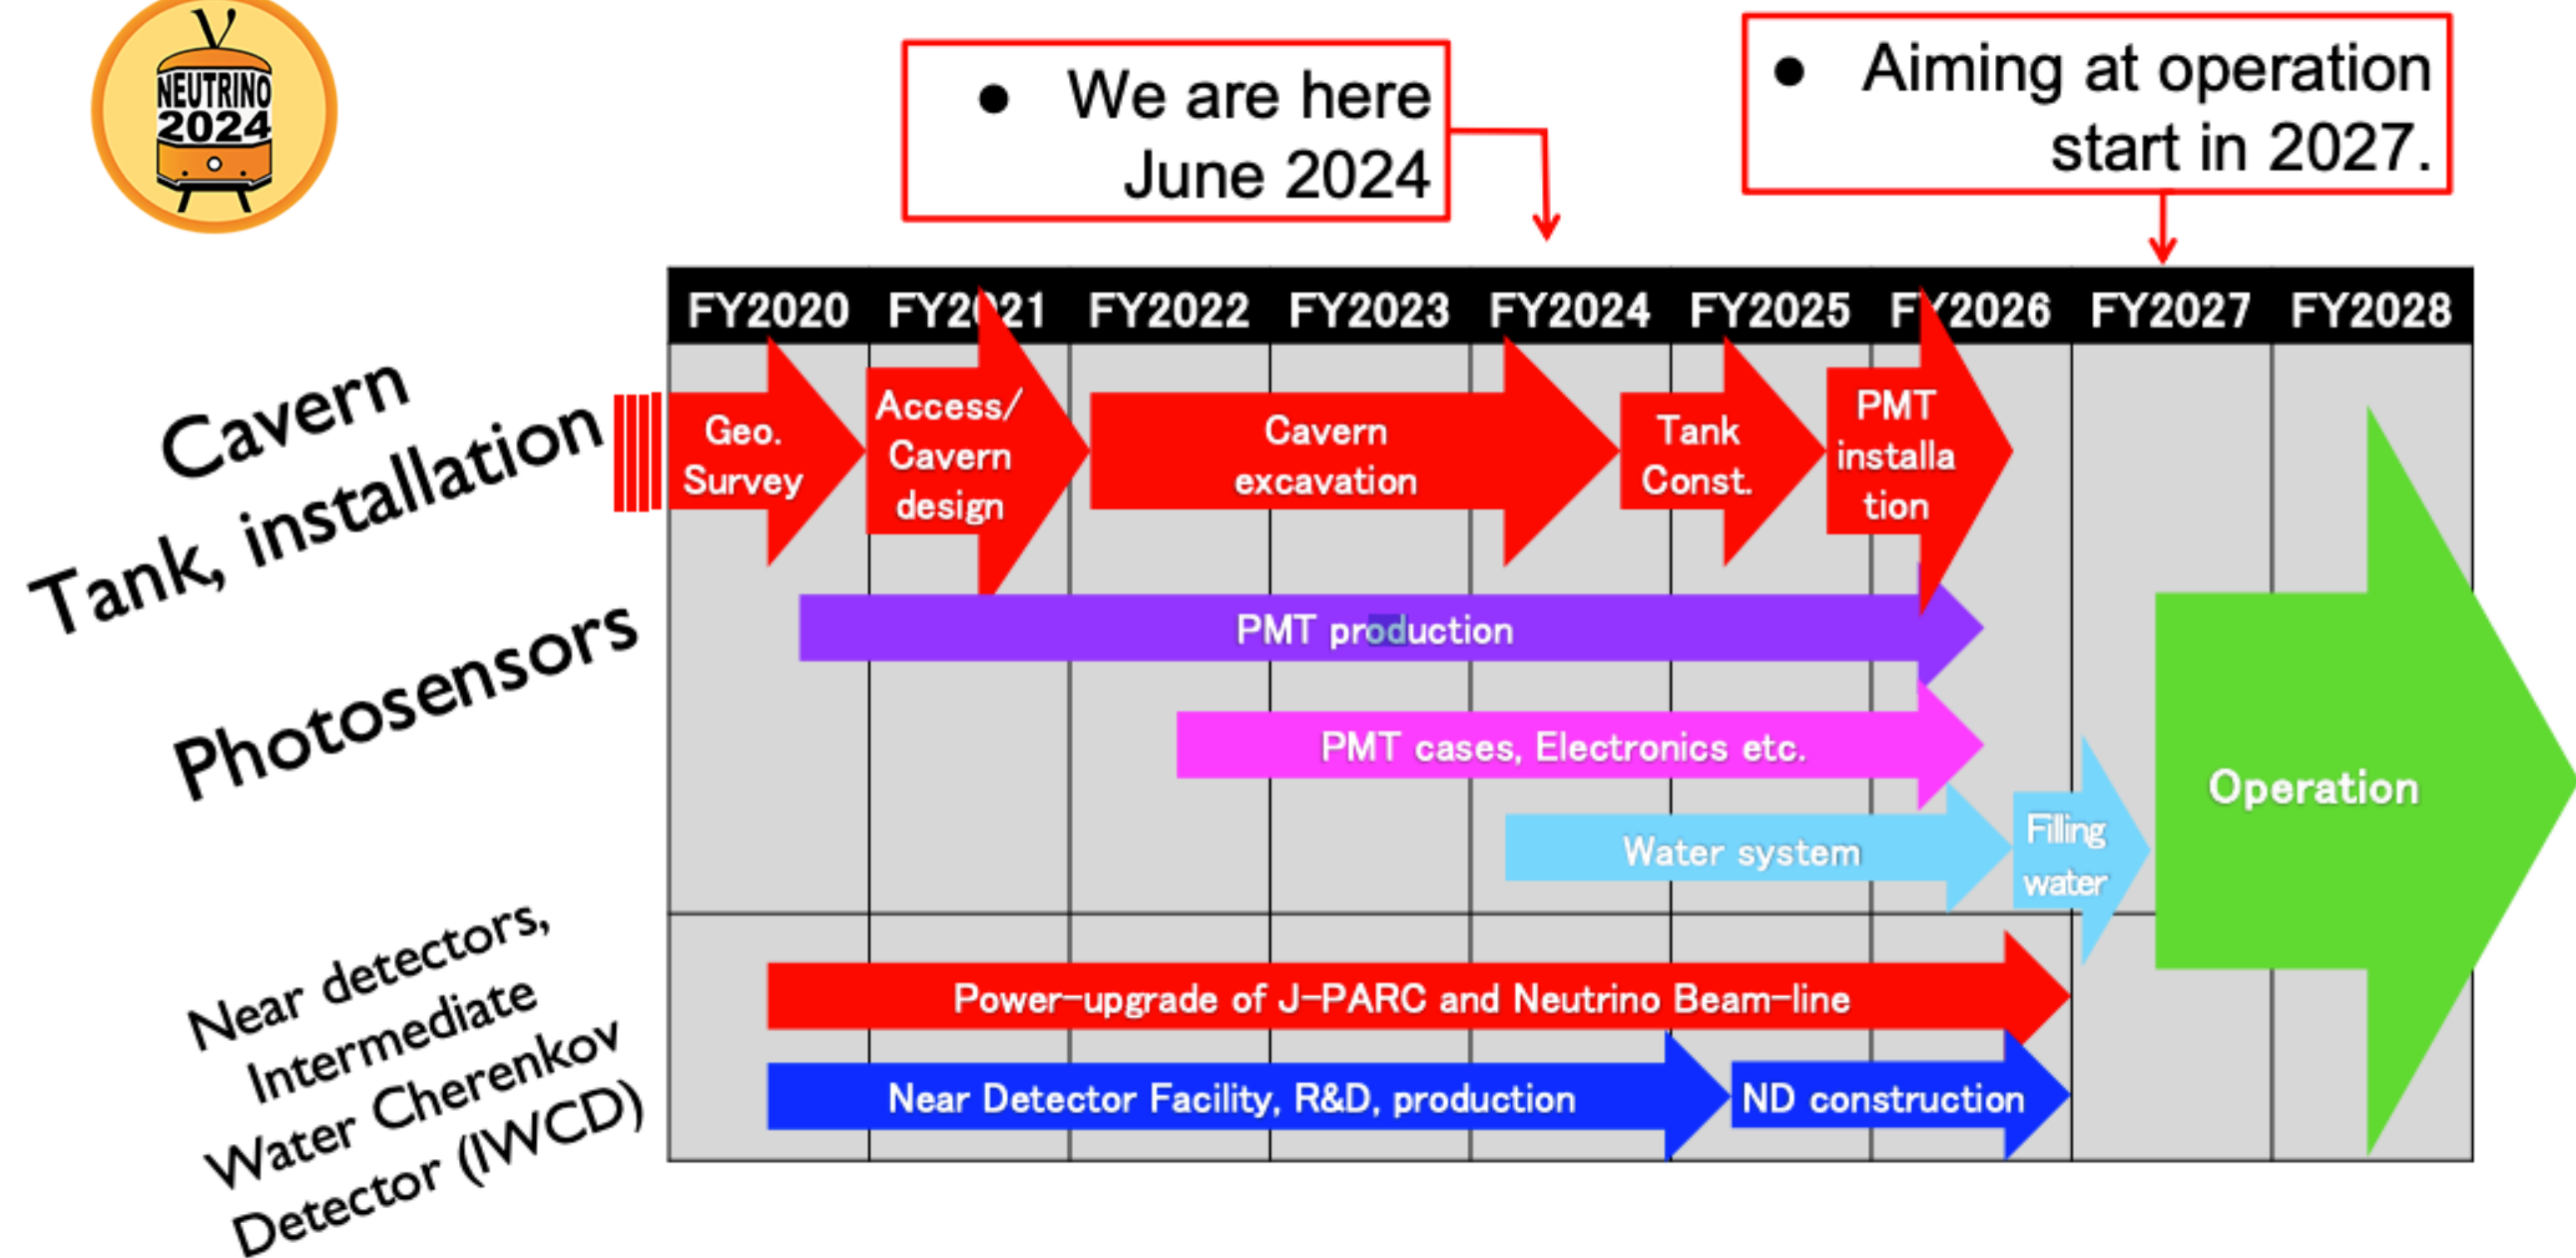 ν
NEUTRINO
2024
● We are here
June 2024
● Aiming at operation
start in 2027.
FY2020 FY2021 FY2022 FY2023 FY2024 FY2025 FY2026 FY2027 FY2028
Cavern
Tank, installation
Geo.
Survey
Access/
Cavern
design
Cavern
excavation
Tank
Const.
PMT
installa
tion
Photosensors
PMT production
PMT cases, Electronics etc.
Water system
Filling
water
Operation
Near detectors,
Intermediate
Water Cherenkov
Detector (IWCD)
Power-upgrade of J-PARC and Neutrino Beam-line
Near Detector Facility, R&D, production
ND construction